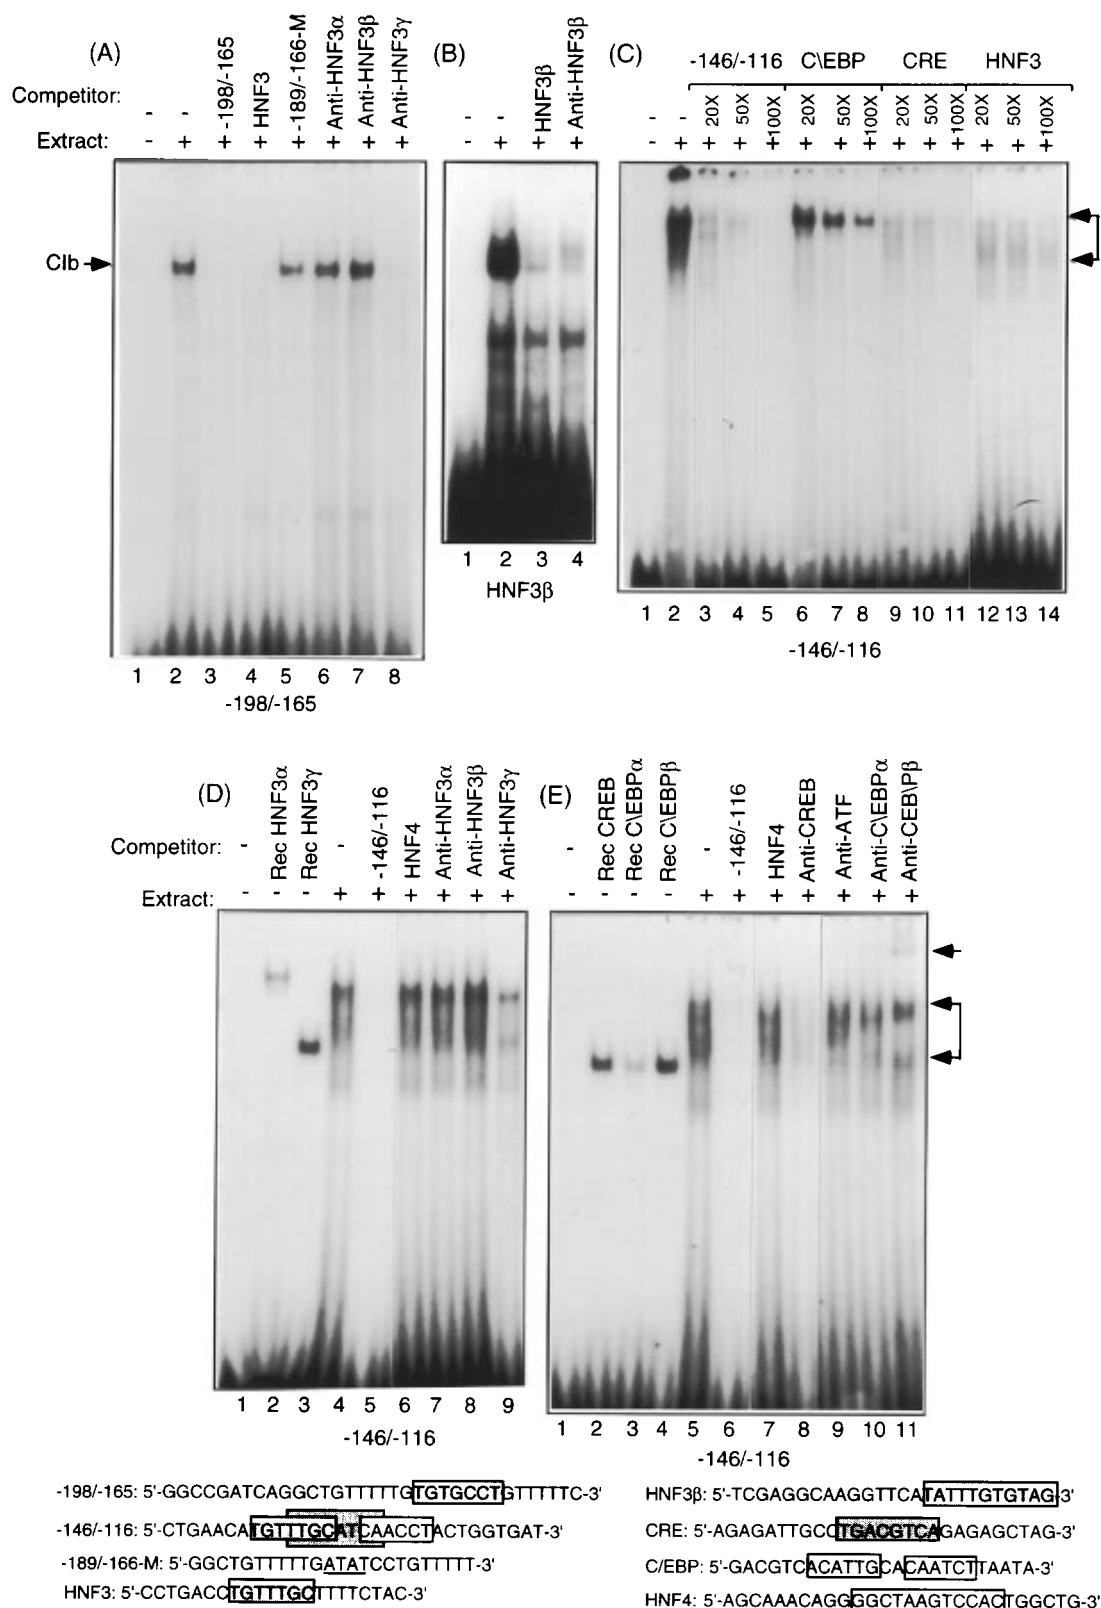 (A)
Competitor: - - -198/-165 HNF3 -189/-166-M Anti-HNF3α Anti-HNF3β Anti-HNF3γ
Extract: - + + + + + + +
CIb
1 2 3 4 5 6 7 8
-198/-165
(B)
- - HNF3β Anti-HNF3β
- + + +
1 2 3 4
HNF3β
(C)
-146/-116 C\EBP CRE HNF3
- - 20X 50X 100X 20X 50X 100X 20X 50X 100X 20X 50X 100X
- + + + + + + + + + + + + +
1 2 3 4 5 6 7 8 9 10 11 12 13 14
-146/-116
(D)
Competitor: - Rec HNF3α Rec HNF3γ - -146/-116 HNF4 Anti-HNF3α Anti-HNF3β Anti-HNF3γ
Extract: - - - + + + + + +
1 2 3 4 5 6 7 8 9
-146/-116
(E)
- Rec CREB Rec C\EBPα Rec C\EBPβ - -146/-116 HNF4 Anti-CREB Anti-ATF Anti-C\EBPα Anti-CEB\Pβ
- - - - + + + + + + +
1 2 3 4 5 6 7 8 9 10 11
-146/-116
-198/-165: 5'-GGCCGATCAGGCTGTTTTTGTGTGCCTGTTTTTC-3'
-146/-116: 5'-CTGAACATGTTTGCATCAACCTACTGGTGAT-3'
-189/-166-M: 5'-GGCTGTTTTTGATATCCTGTTTTT-3'
HNF3: 5'-CCTGACCTGTTTGCTTTTCTAC-3'
HNF3β: 5'-TCGAGGCAAGGTTCATATTTGTGTAG-3'
CRE: 5'-AGAGATTGCCTGACGTCAGAGAGCTAG-3'
C/EBP: 5'-GACGTCACATTGCACAATCTTAATA-3'
HNF4: 5'-AGCAAACAGGGGCTAAGTCCACTGGCTG-3'